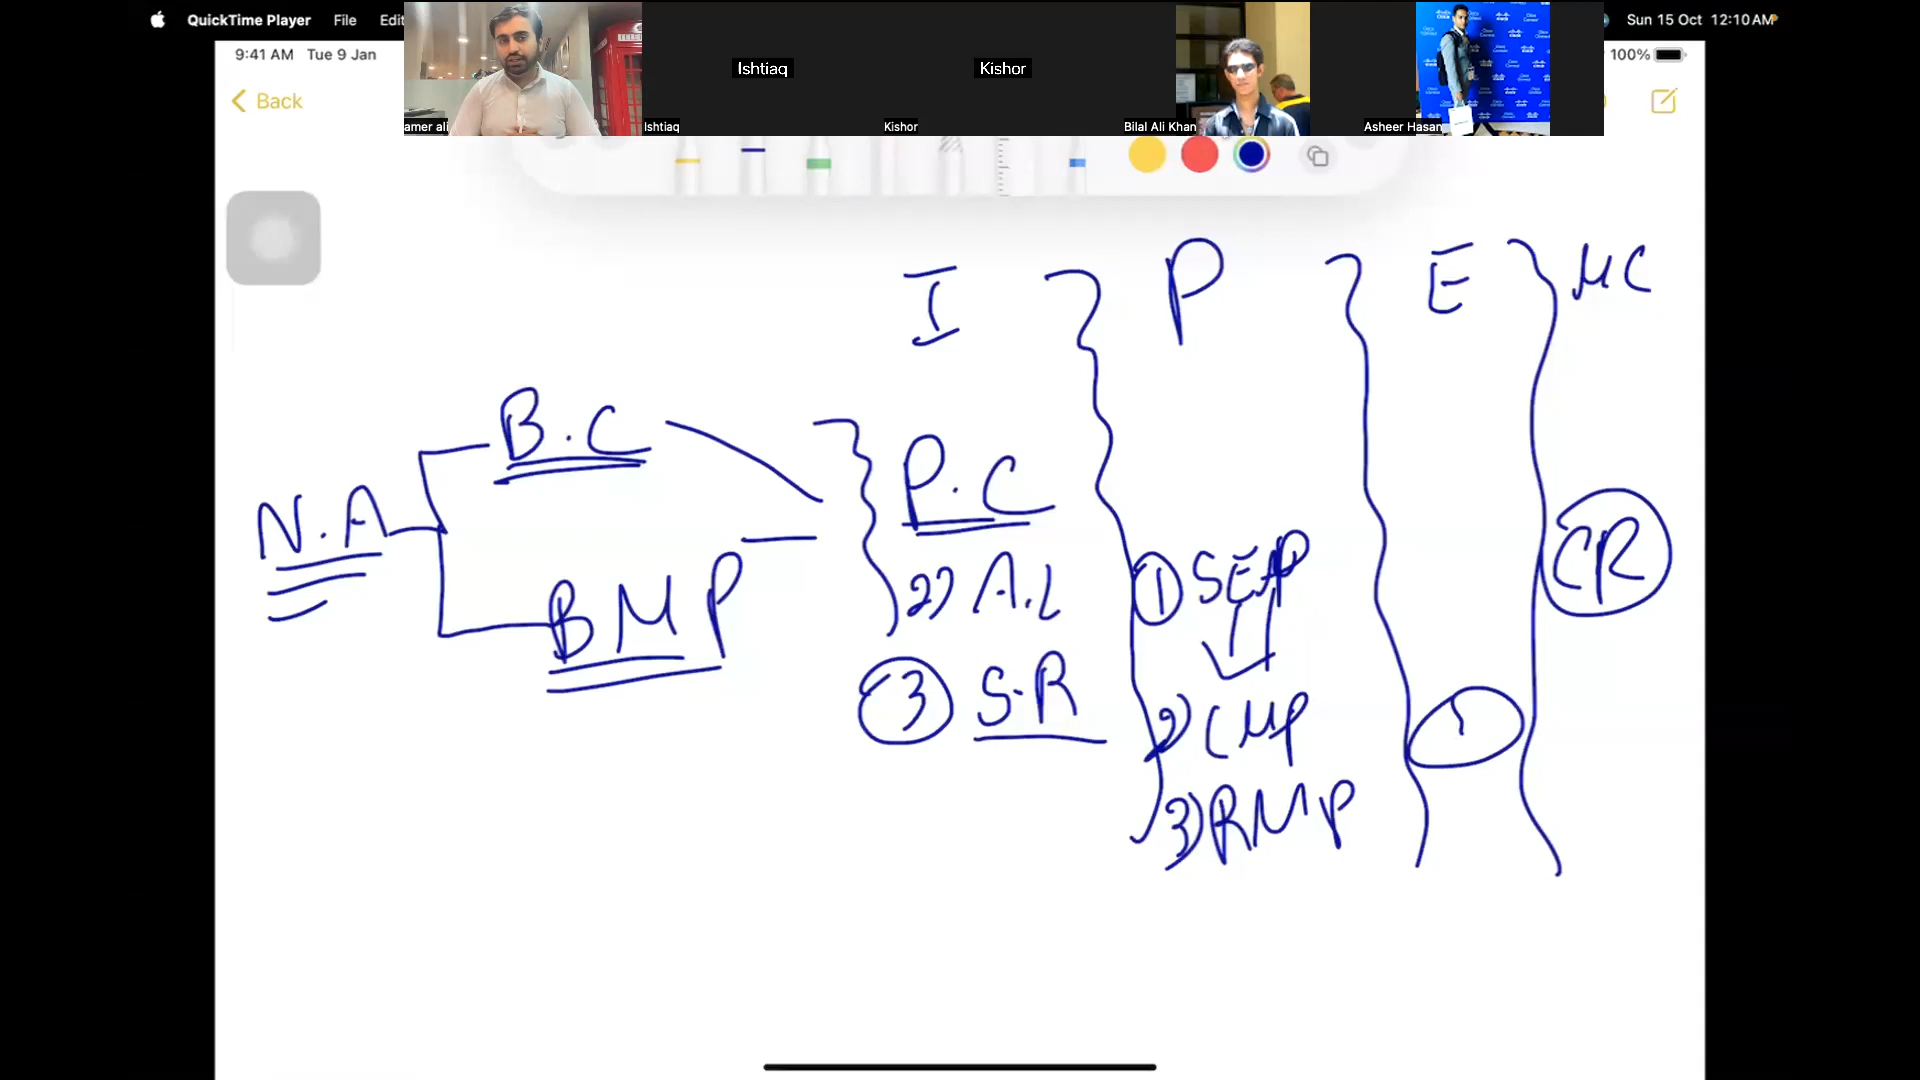 QuickTime Player File Edit
Sun 15 Oct 12:10 AM
9:41 AM Tue 9 Jan
100%
Back
amer ali
Ishtiaq
Ishtiaq
Kishor
Kishor
Bilal Ali Khan
Asheer Hasan
I P E MC
N.A
B.C
BMP
P.C
2) A.L
3 S.R
1 SEAP
2) CMP
3) RMP
CR